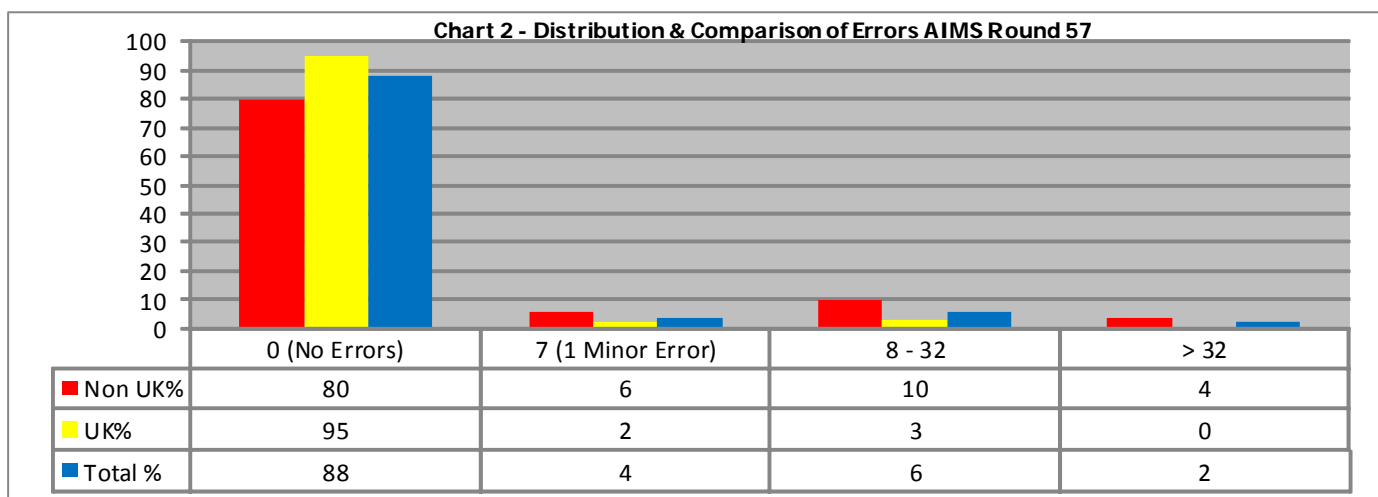 Chart 2 - Distribution & Comparison of Errors AIMS Round 57
100
90
80
70
60
50
40
30
20
10
0
0 (No Errors) 7 (1 Minor Error) 8 - 32 > 32
Non UK% 80 6 10 4
UK% 95 2 3 0
Total % 88 4 6 2